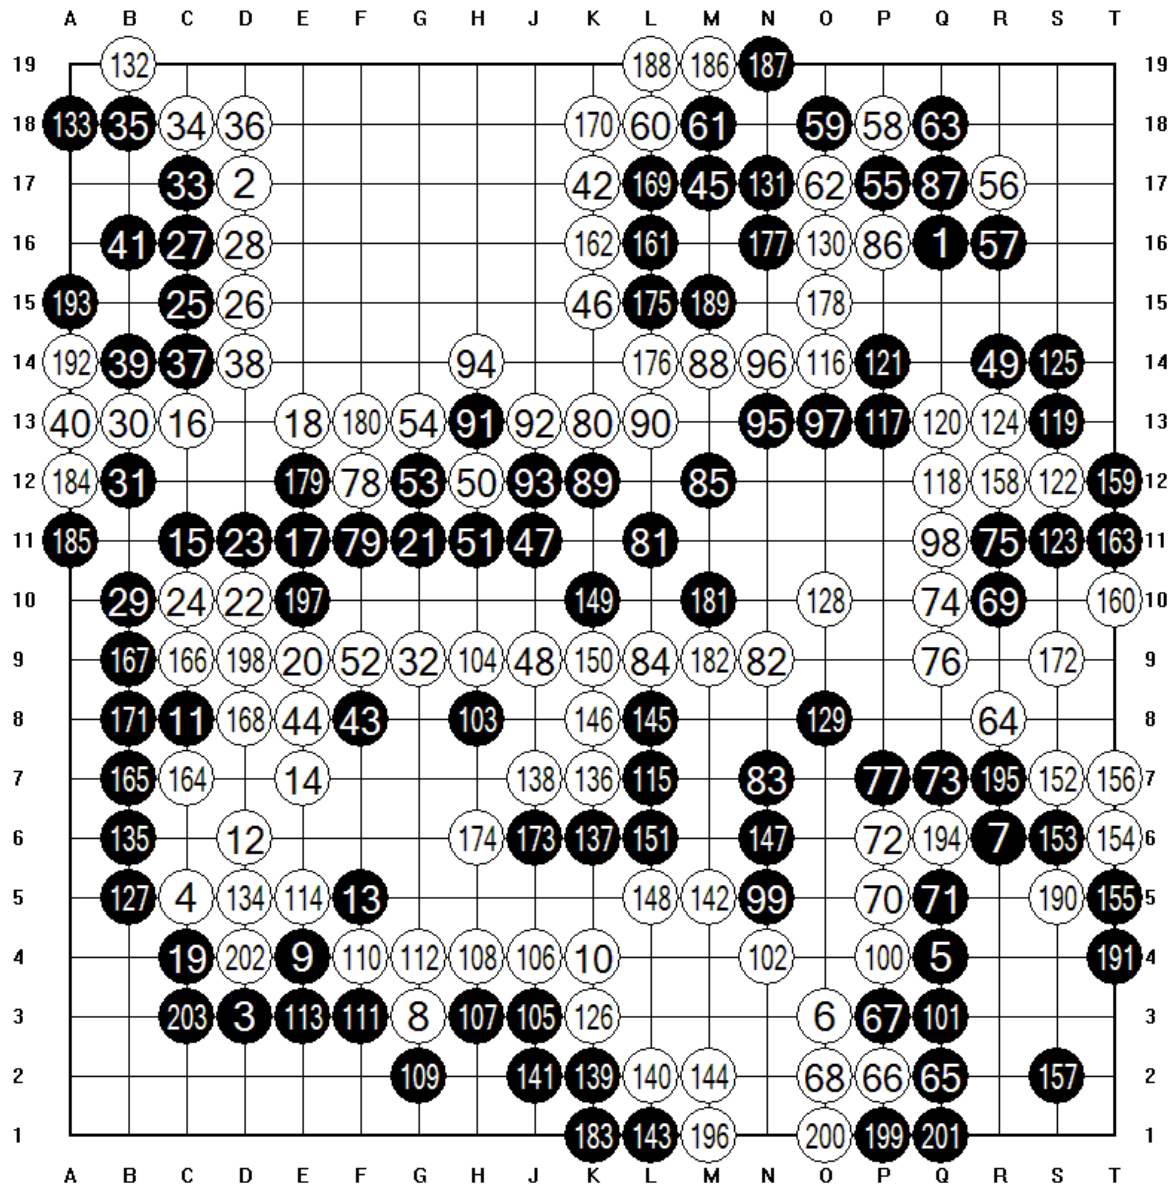 A B C D E F G H J K L M N O P Q R S T
19 132 188 186 187 19
18 133 35 34 36 170 60 61 59 58 63 18
17 33 2 42 169 45 131 62 55 87 56 17
16 41 27 28 162 161 177 130 86 1 57 16
15 193 25 26 46 175 189 178 15
14 192 39 37 38 94 176 88 96 116 121 49 125 14
13 40 30 16 18 180 54 91 92 80 90 95 97 117 120 124 119 13
12 184 31 179 78 53 50 93 89 85 118 158 122 159 12
11 185 15 23 17 79 21 51 47 81 98 75 123 163 11
10 29 24 22 197 149 181 128 74 69 160 10
9 167 166 198 20 52 32 104 48 150 84 182 82 76 172 9
8 171 11 168 44 43 103 146 145 129 64 8
7 165 164 14 138 136 115 83 77 73 195 152 156 7
6 135 12 174 173 137 151 147 72 194 7 153 154 6
5 127 4 134 114 13 148 142 99 70 71 190 155 5
4 19 202 9 110 112 108 106 10 102 100 5 191 4
3 203 3 113 111 8 107 105 126 6 67 101 3
2 109 141 139 140 144 68 66 65 157 2
1 183 143 196 200 199 201 1
A B C D E F G H J K L M N O P Q R S T